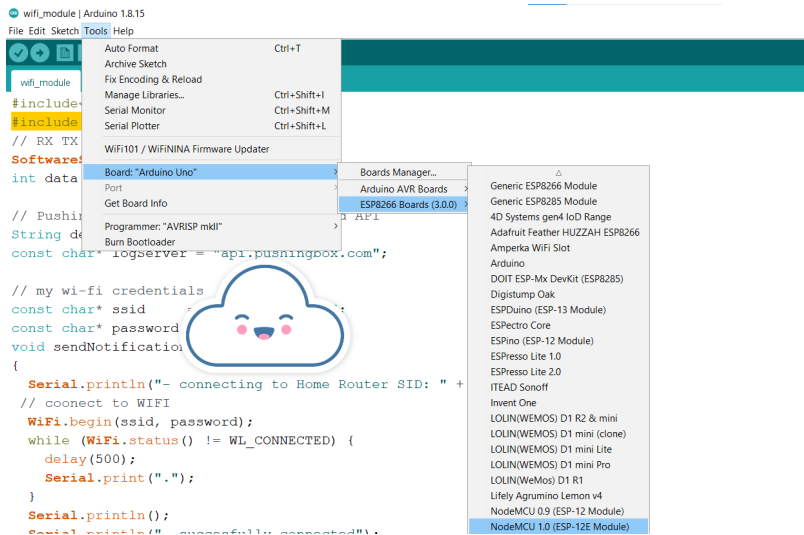 wifi_module | Arduino 1.8.15
File Edit Sketch Tools Help
wifi_module
Auto Format Ctrl+T
Archive Sketch
Fix Encoding & Reload
Manage Libraries... Ctrl+Shift+I
Serial Monitor Ctrl+Shift+M
Serial Plotter Ctrl+Shift+L
WiFi101 / WiFiNINA Firmware Updater
Board: "Arduino Uno"
Port
Get Board Info
Programmer: "AVRISP mkII"
Burn Bootloader
Boards Manager...
Arduino AVR Boards
ESP8266 Boards (3.0.0)
Generic ESP8266 Module
Generic ESP8285 Module
4D Systems gen4 IoD Range
Adafruit Feather HUZZAH ESP8266
Amperka WiFi Slot
Arduino
DOIT ESP-Mx DevKit (ESP8285)
Digistump Oak
ESPDuino (ESP-13 Module)
ESPectro Core
ESPino (ESP-12 Module)
ESPresso Lite 1.0
ESPresso Lite 2.0
ITEAD Sonoff
Invent One
LOLIN(WEMOS) D1 R2 & mini
LOLIN(WEMOS) D1 mini (clone)
LOLIN(WEMOS) D1 mini Lite
LOLIN(WEMOS) D1 mini Pro
LOLIN(WeMos) D1 R1
Lifely Agrumino Lemon v4
NodeMCU 0.9 (ESP-12 Module)
NodeMCU 1.0 (ESP-12E Module)
#include
#include
// RX TX
int data
// API
String
const char* logServer = "api.pushingbox.com";
// my wi-fi credentials
const char* ssid
const char* password
void sendNotification
{
Serial.println("- connecting to Home Router SID: " +
// coonect to WIFI
WiFi.begin(ssid, password);
while (WiFi.status() != WL_CONNECTED) {
delay(500);
Serial.print(".");
}
Serial.println();
Serial.println("- succesfully connected");